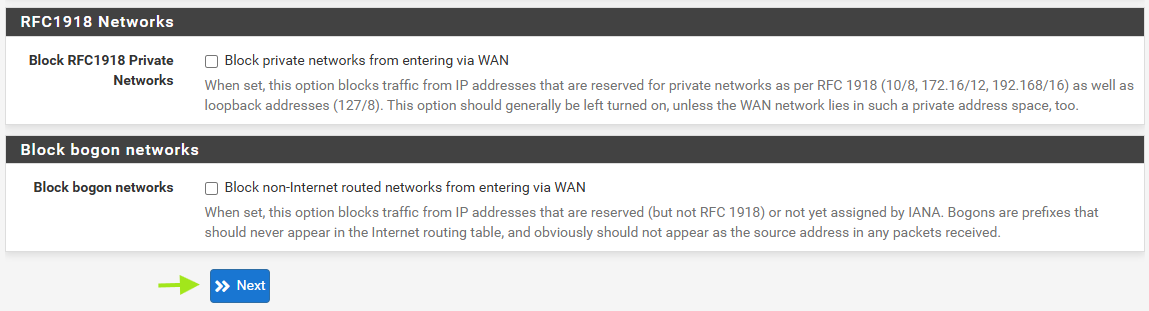 RFC1918 Networks
Block RFC1918 Private
Networks
Block private networks from entering via WAN
When set, this option blocks traffic from IP addresses that are reserved for private networks as per RFC 1918 (10/8, 172.16/12, 192.168/16) as well as
loopback addresses (127/8). This option should generally be left turned on, unless the WAN network lies in such a private address space, too.
Block bogon networks
Block bogon networks
Block non-Internet routed networks from entering via WAN
When set, this option blocks traffic from IP addresses that are reserved (but not RFC 1918) or not yet assigned by IANA. Bogons are prefixes that
should never appear in the Internet routing table, and obviously should not appear as the source address in any packets received.
Next